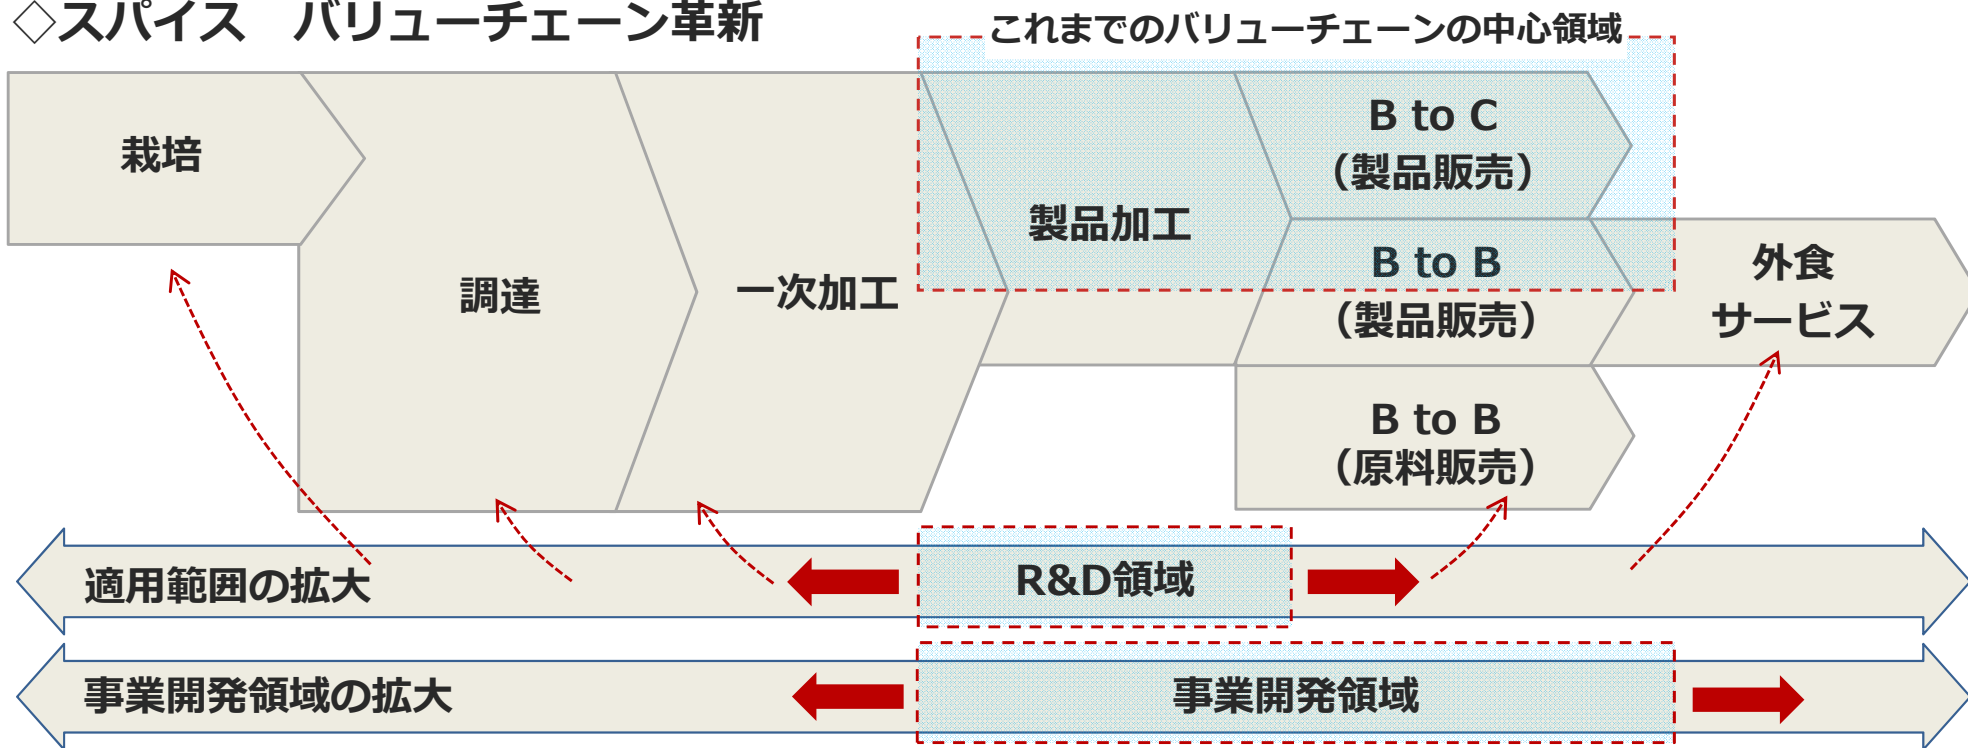 ◇スパイス　バリューチェーン革新
これまでのバリューチェーンの中心領域
栽培
調達
一次加工
製品加工
B to C
（製品販売）
B to B
（製品販売）
B to B
（原料販売）
外食
サービス
適用範囲の拡大
R&D領域
事業開発領域の拡大
事業開発領域